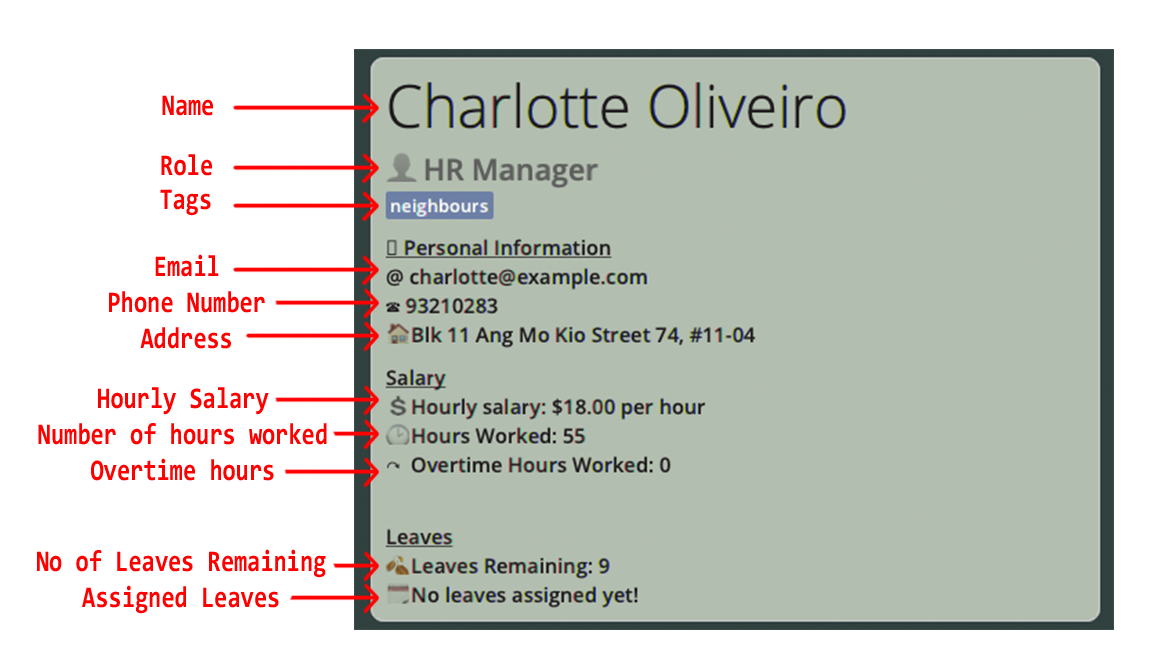 Name Charlotte Oliveiro
Role HR Manager
Tags neighbours
Personal Information
Email @ charlotte@example.com
Phone Number ☎ 93210283
Address Blk 11 Ang Mo Kio Street 74, #11-04
Salary
Hourly Salary $ Hourly salary: $18.00 per hour
Number of hours worked Hours Worked: 55
Overtime hours Overtime Hours Worked: 0
Leaves
No of Leaves Remaining Leaves Remaining: 9
Assigned Leaves No leaves assigned yet!